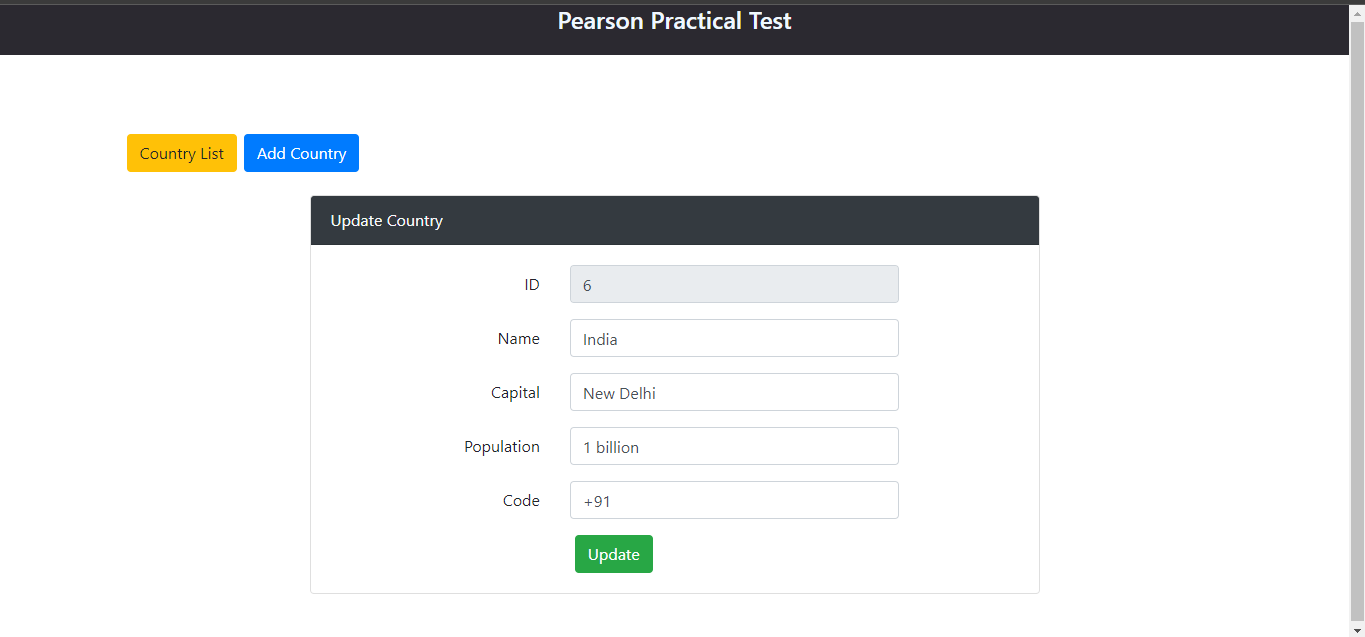 Pearson Practical Test
Country List Add Country
Update Country
ID 6
Name India
Capital New Delhi
Population 1 billion
Code +91
Update